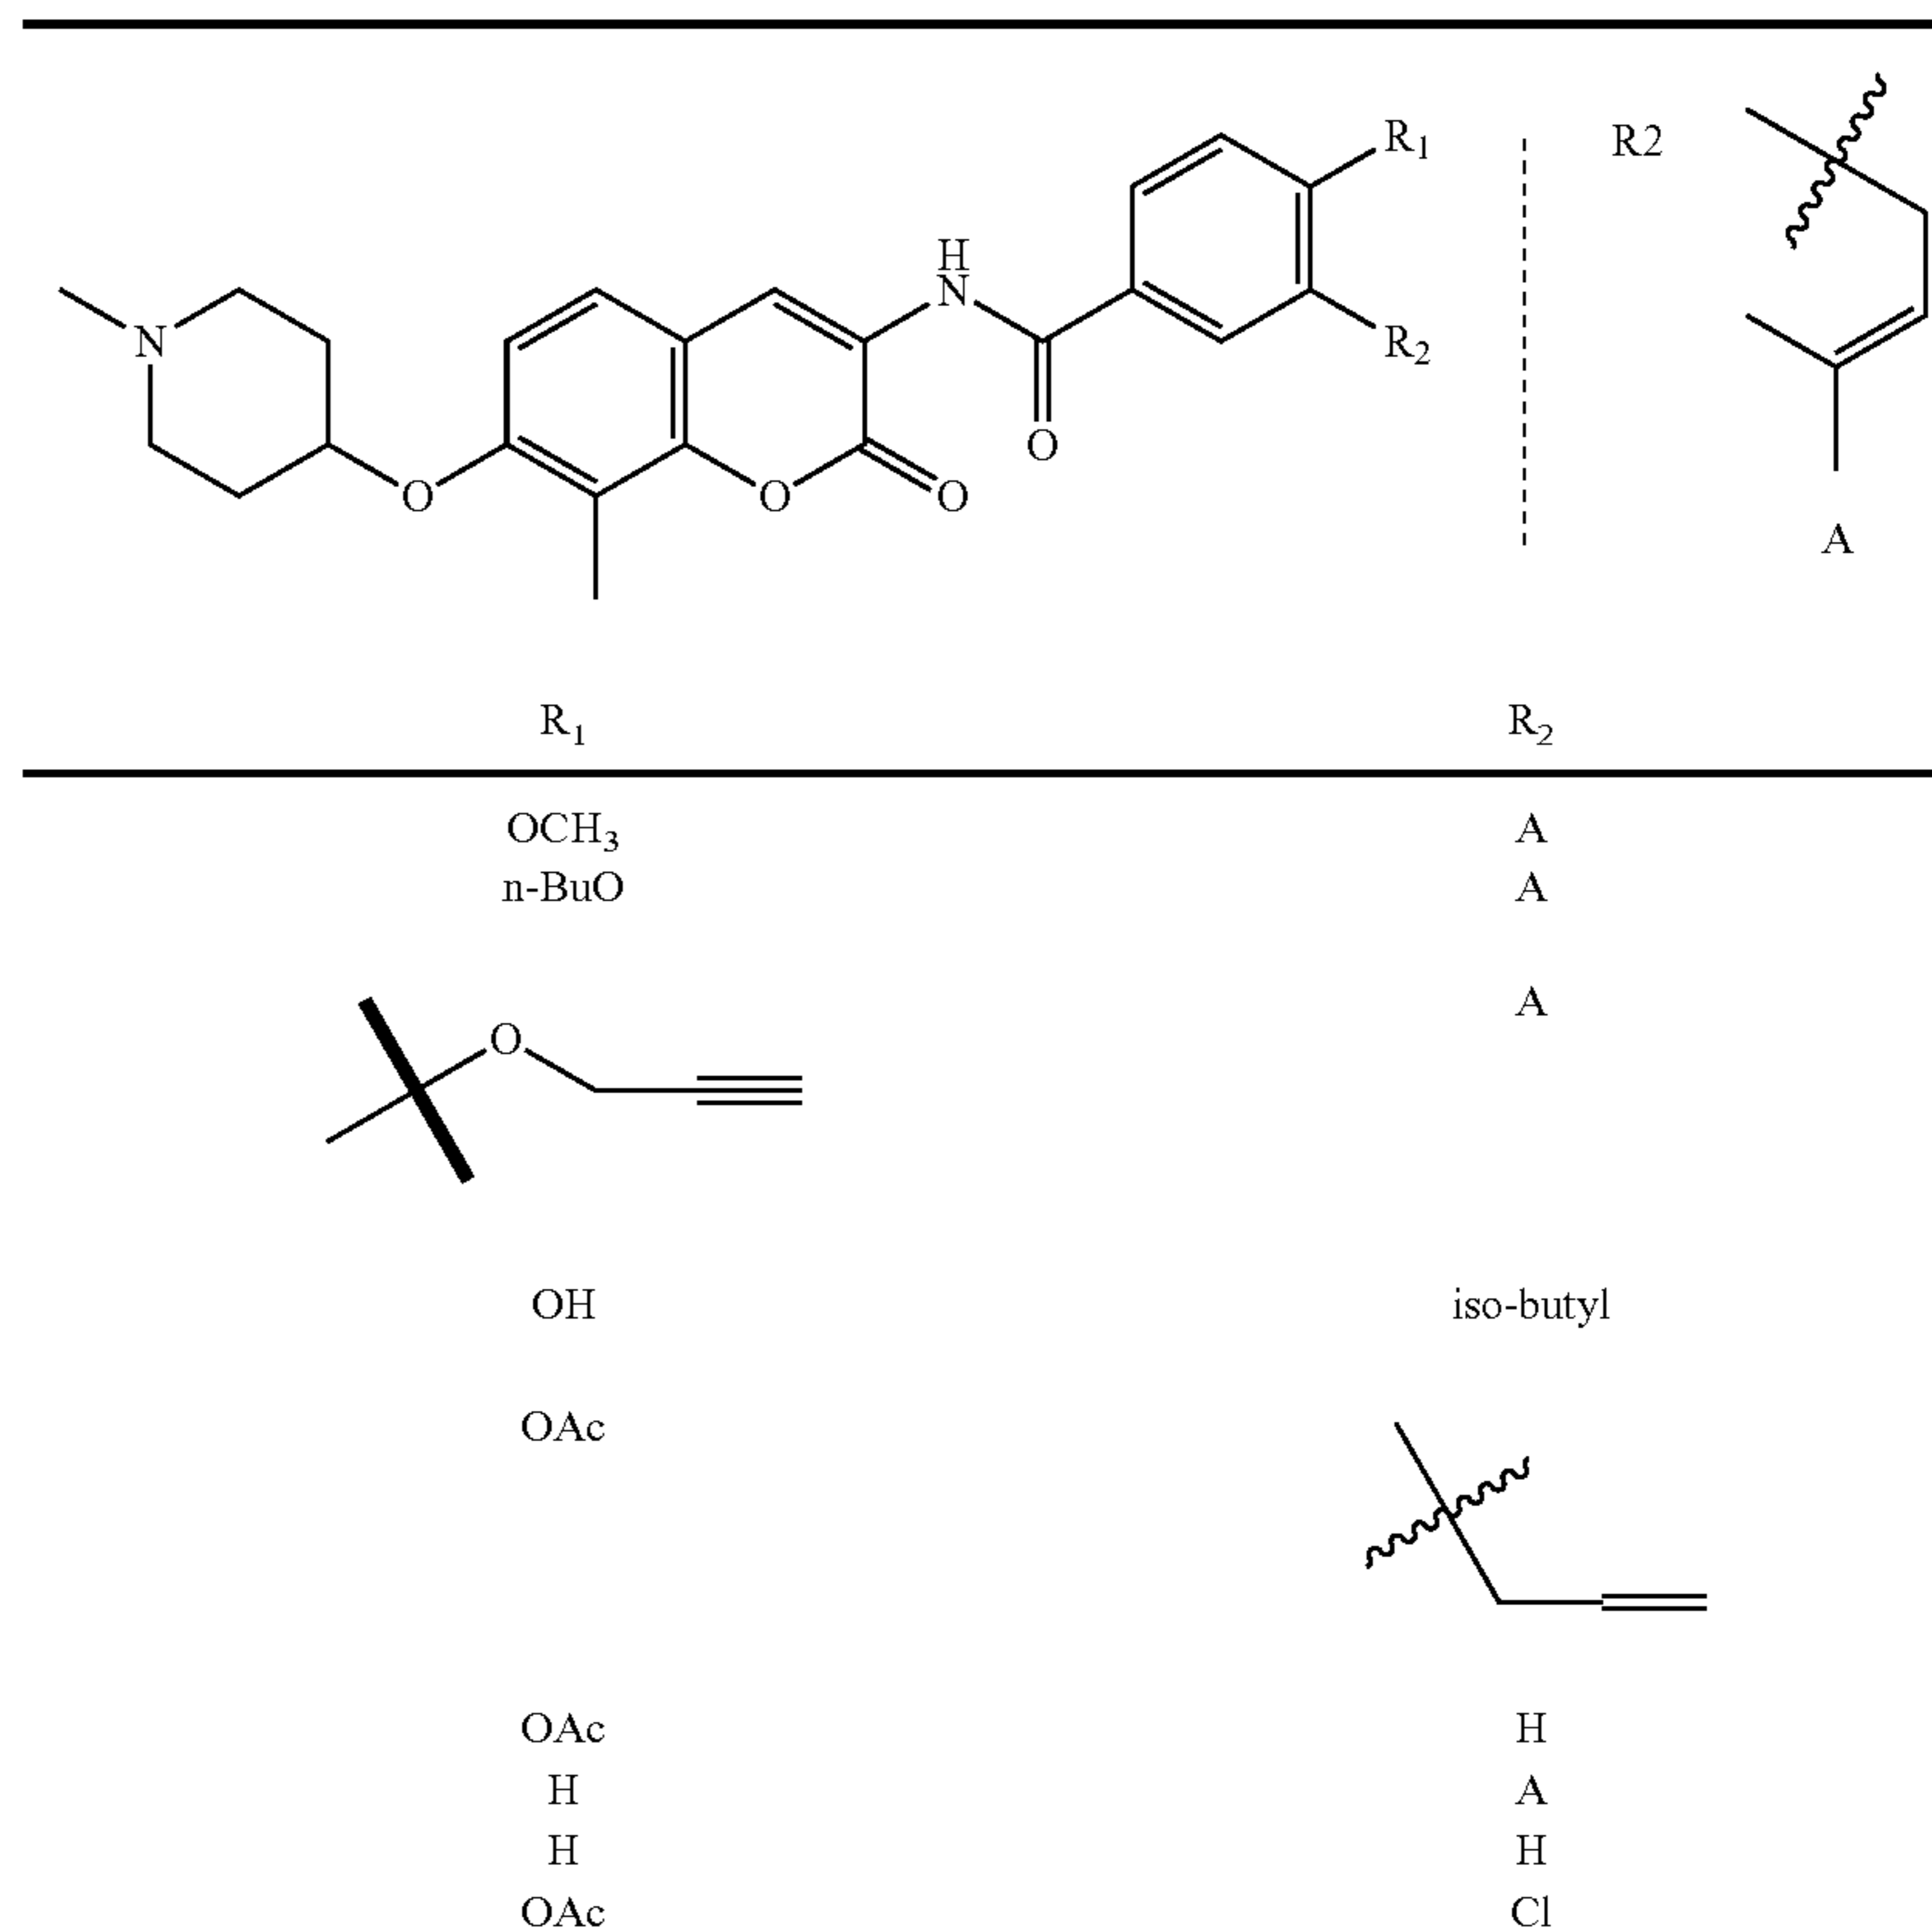 R₁
R2
H
N
N
R₂
O
O
O
O
A
R₁ R₂
OCH₃ A
n-BuO A
A
O
OH iso-butyl
OAc
OAc H
H A
H H
OAc Cl